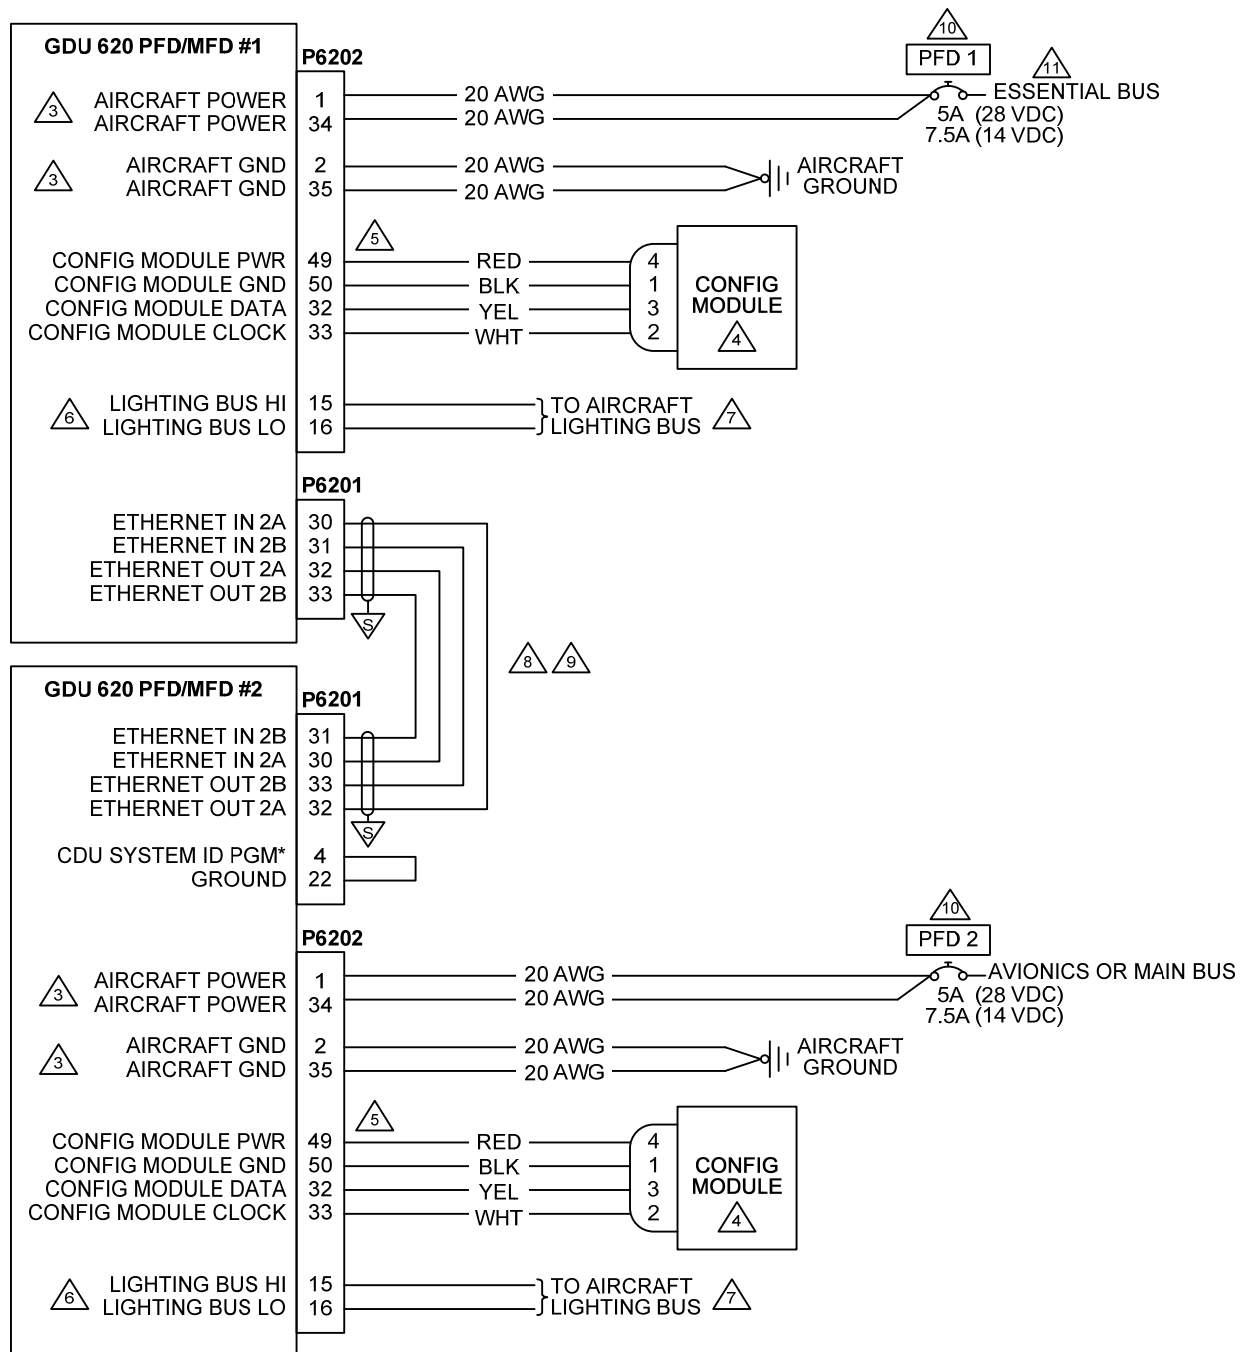 GDU 620 PFD/MFD #1
P6202
10
PFD 1
11
3 AIRCRAFT POWER 1 20 AWG ESSENTIAL BUS
AIRCRAFT POWER 34 20 AWG 5A (28 VDC)
7.5A (14 VDC)
3 AIRCRAFT GND 2 20 AWG AIRCRAFT
AIRCRAFT GND 35 20 AWG GROUND
5
CONFIG MODULE PWR 49 RED 4
CONFIG MODULE GND 50 BLK 1 CONFIG
CONFIG MODULE DATA 32 YEL 3 MODULE
CONFIG MODULE CLOCK 33 WHT 2 4
6 LIGHTING BUS HI 15 TO AIRCRAFT
LIGHTING BUS LO 16 LIGHTING BUS 7
P6201
ETHERNET IN 2A 30
ETHERNET IN 2B 31
ETHERNET OUT 2A 32
ETHERNET OUT 2B 33
S
8 9
GDU 620 PFD/MFD #2
P6201
ETHERNET IN 2B 31
ETHERNET IN 2A 30
ETHERNET OUT 2B 33
ETHERNET OUT 2A 32
S
CDU SYSTEM ID PGM* 4
GROUND 22
P6202
10
PFD 2
3 AIRCRAFT POWER 1 20 AWG AVIONICS OR MAIN BUS
AIRCRAFT POWER 34 20 AWG 5A (28 VDC)
7.5A (14 VDC)
3 AIRCRAFT GND 2 20 AWG AIRCRAFT
AIRCRAFT GND 35 20 AWG GROUND
5
CONFIG MODULE PWR 49 RED 4
CONFIG MODULE GND 50 BLK 1 CONFIG
CONFIG MODULE DATA 32 YEL 3 MODULE
CONFIG MODULE CLOCK 33 WHT 2 4
6 LIGHTING BUS HI 15 TO AIRCRAFT
LIGHTING BUS LO 16 LIGHTING BUS 7